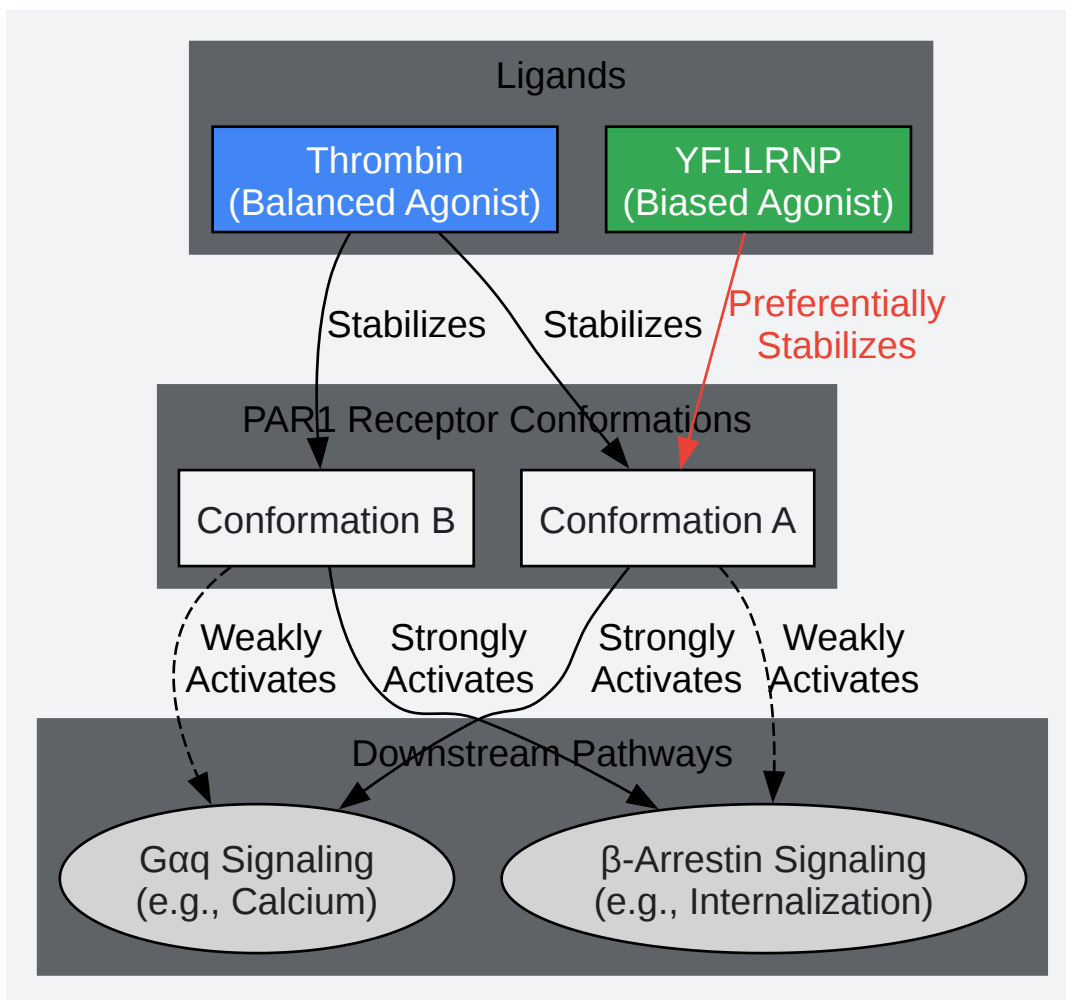 Ligands
Thrombin
(Balanced Agonist)
YFLLRNP
(Biased Agonist)
Stabilizes
Stabilizes
Preferentially
Stabilizes
PAR1 Receptor Conformations
Conformation B
Conformation A
Weakly
Activates
Strongly
Activates
Strongly
Activates
Weakly
Activates
Downstream Pathways
Gαq Signaling
(e.g., Calcium)
β-Arrestin Signaling
(e.g., Internalization)